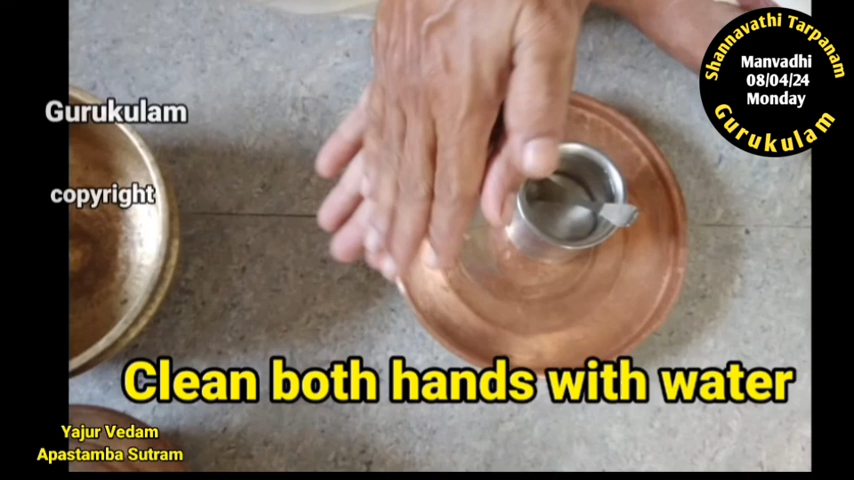 Gurukulam
copyright
Shannavathi Tarpanam
Manvadhi
08/04/24
Monday
Gurukulam
Clean both hands with water
Yajur Vedam
Apastamba Sutram